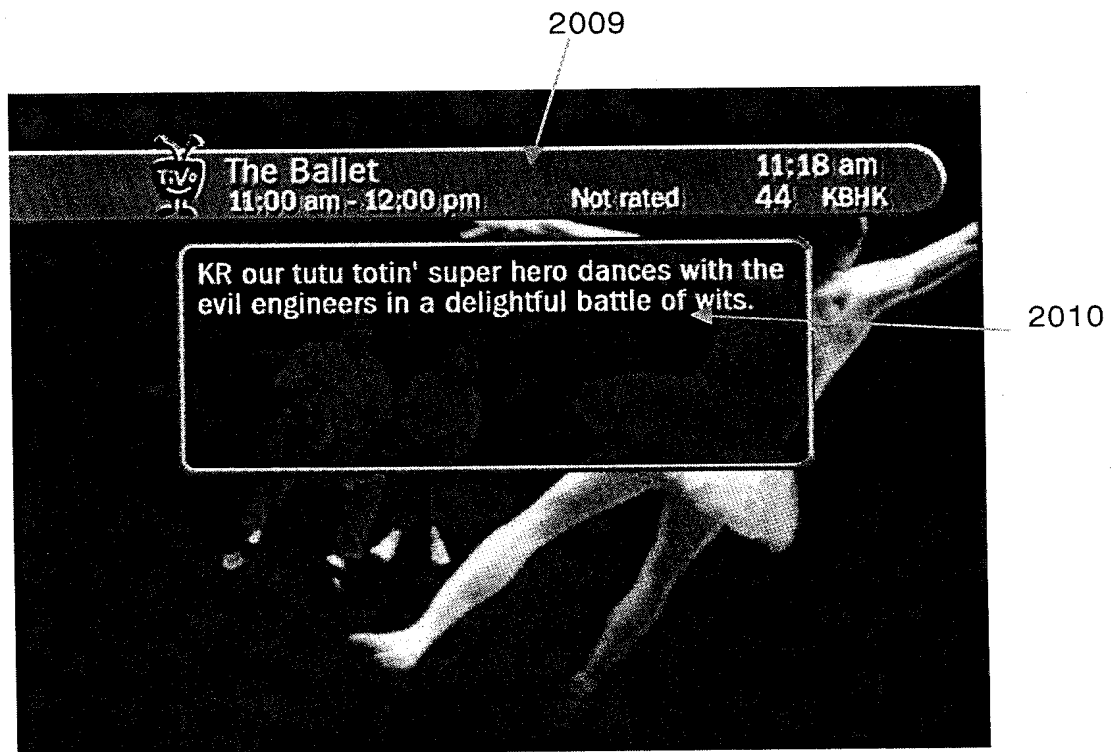 2009
TiVo
The Ballet
11:18 am
11:00 am - 12:00 pm Not rated 44 KBHK
KR our tutu totin' super hero dances with the
evil engineers in a delightful battle of wits.
2010